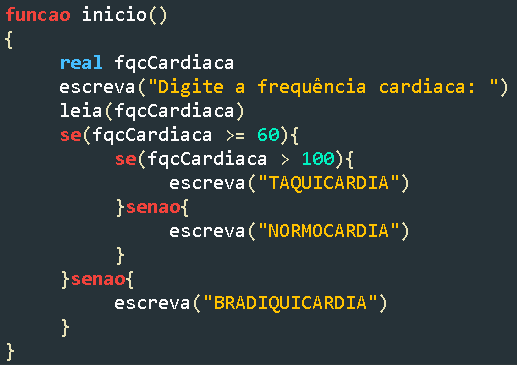 funcao inicio()
{
real fqcCardiaca
escreva("Digite a frequência cardiaca: ")
leia(fqcCardiaca)
se(fqcCardiaca >= 60){
se(fqcCardiaca > 100){
escreva("TAQUICARDIA")
}senao{
escreva("NORMOCARDIA")
}
}senao{
escreva("BRADIQUICARDIA")
}
}